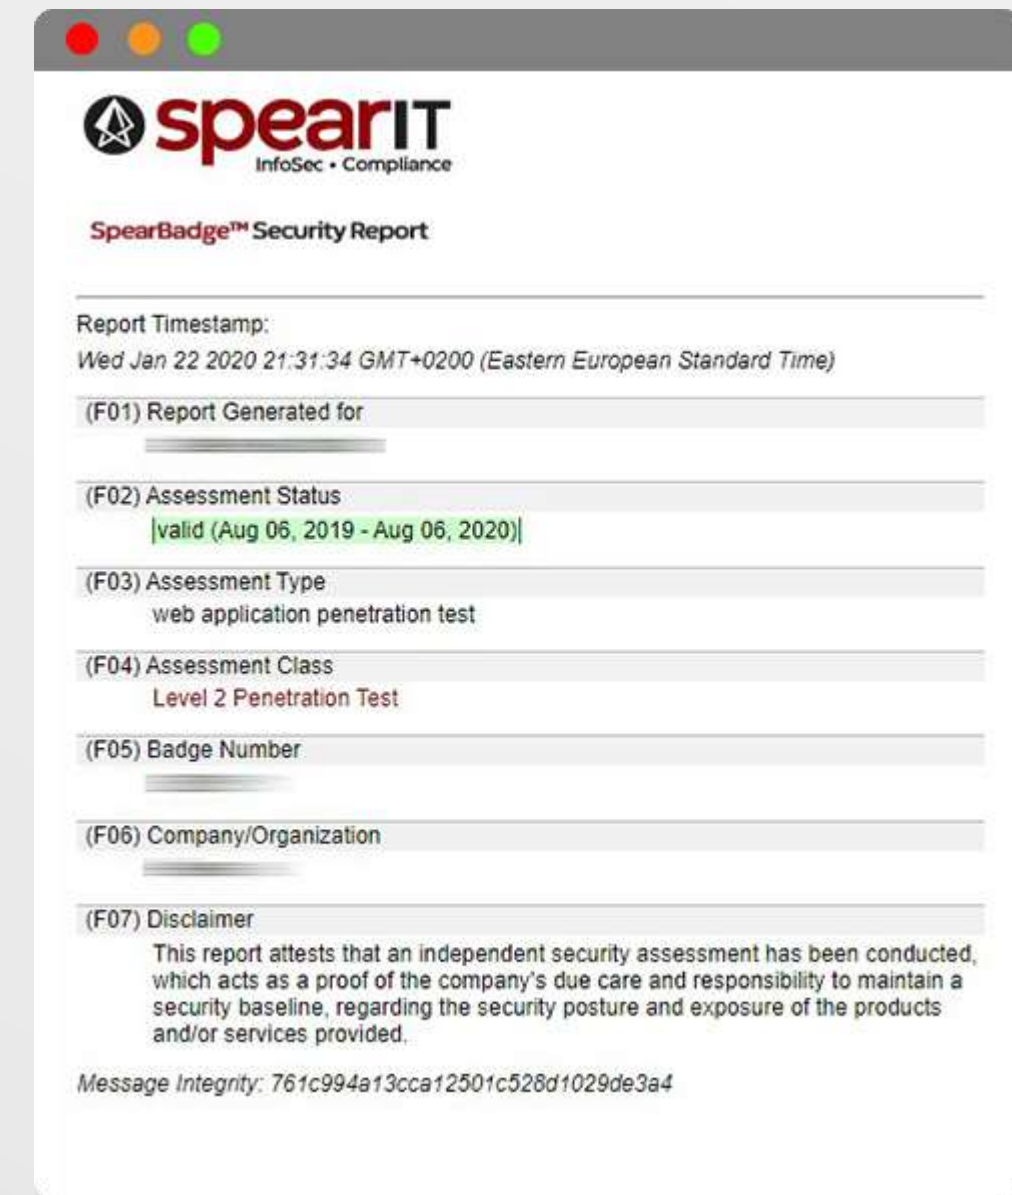 spearIT
InfoSec • Compliance
SpearBadge™ Security Report
Report Timestamp:
Wed Jan 22 2020 21:31:34 GMT+0200 (Eastern European Standard Time)
(F01) Report Generated for
(F02) Assessment Status
valid (Aug 06, 2019 - Aug 06, 2020)
(F03) Assessment Type
web application penetration test
(F04) Assessment Class
Level 2 Penetration Test
(F05) Badge Number
(F06) Company/Organization
(F07) Disclaimer
This report attests that an independent security assessment has been conducted,
which acts as a proof of the company's due care and responsibility to maintain a
security baseline, regarding the security posture and exposure of the products
and/or services provided.
Message Integrity: 761c994a13cca12501c528d1029de3a4